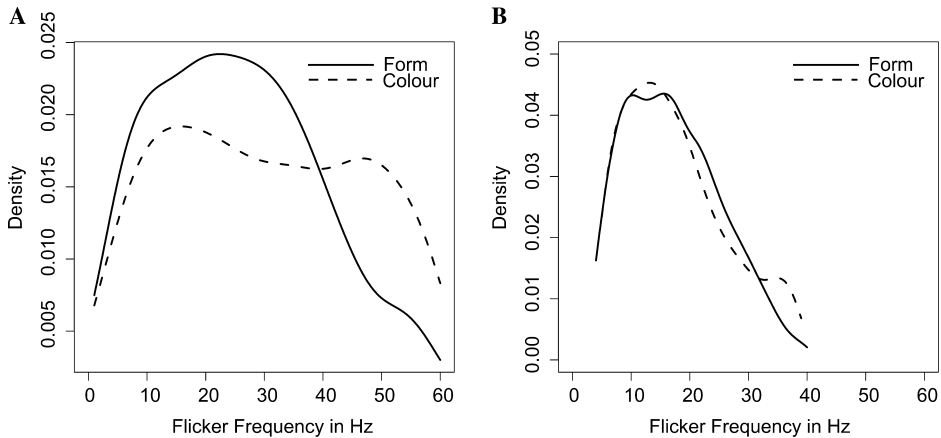 A
B
Density
0.005 0.010 0.015 0.020 0.025
Form
Colour
0 10 20 30 40 50 60
Flicker Frequency in Hz
Density
0.00 0.01 0.02 0.03 0.04 0.05
Form
Colour
0 10 20 30 40 50 60
Flicker Frequency in Hz